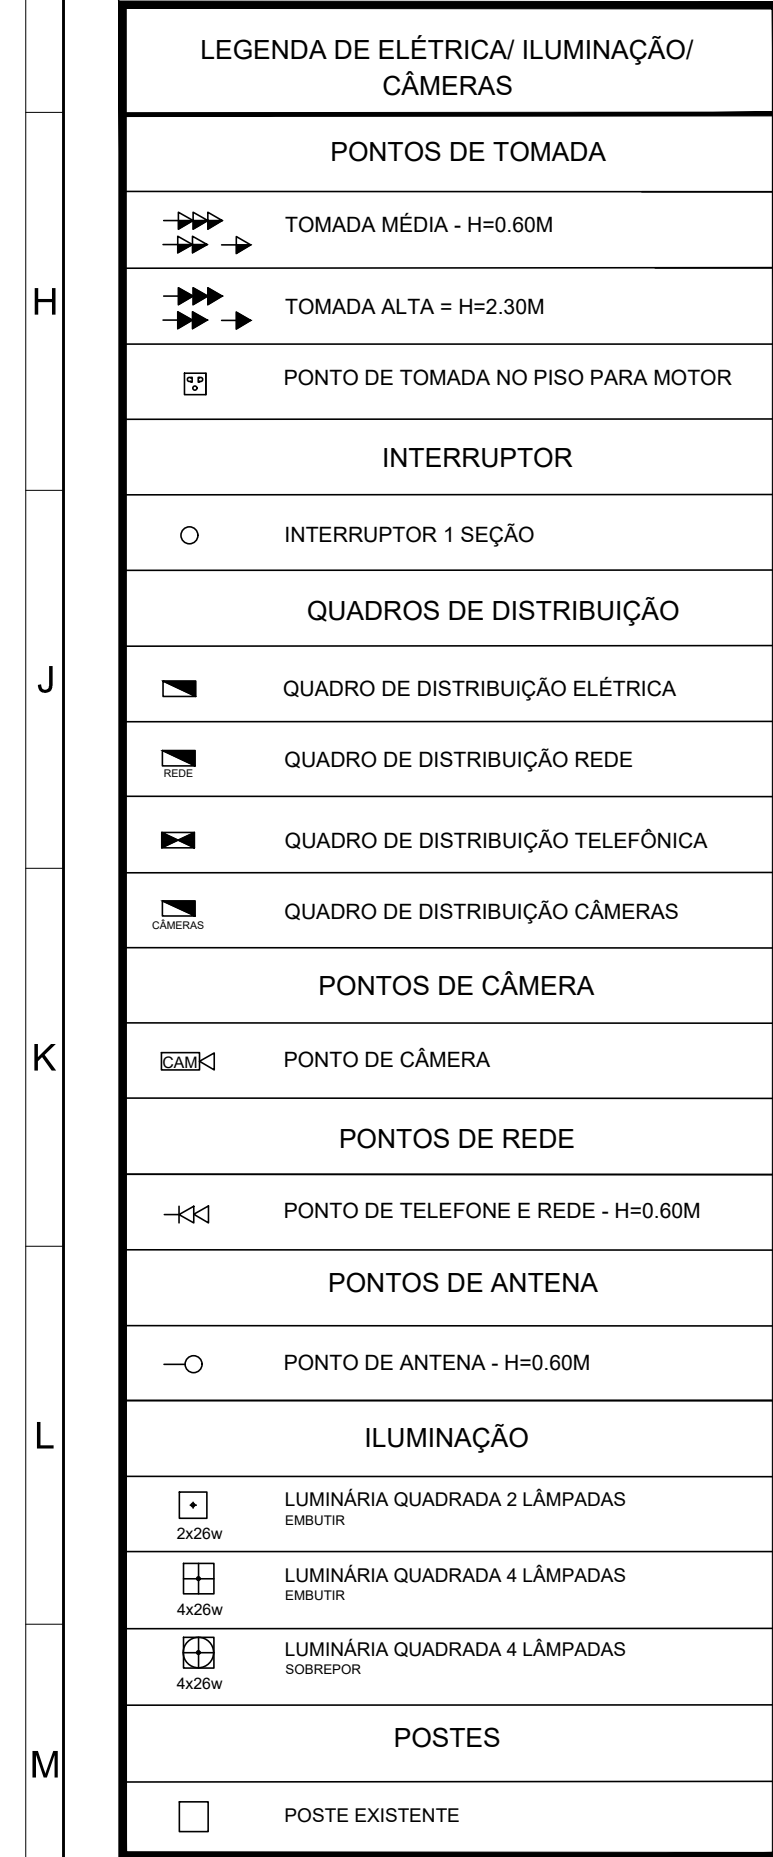 LEGENDA DE ELÉTRICA/ ILUMINAÇÃO/
CÂMERAS
PONTOS DE TOMADA
TOMADA MÉDIA - H=0.60M
H
TOMADA ALTA = H=2.30M
PONTO DE TOMADA NO PISO PARA MOTOR
INTERRUPTOR
INTERRUPTOR 1 SEÇÃO
QUADROS DE DISTRIBUIÇÃO
J
QUADRO DE DISTRIBUIÇÃO ELÉTRICA
QUADRO DE DISTRIBUIÇÃO REDE
REDE
QUADRO DE DISTRIBUIÇÃO TELEFÔNICA
QUADRO DE DISTRIBUIÇÃO CÂMERAS
CÂMERAS
PONTOS DE CÂMERA
K
CAM
PONTO DE CÂMERA
PONTOS DE REDE
PONTO DE TELEFONE E REDE - H=0.60M
PONTOS DE ANTENA
PONTO DE ANTENA - H=0.60M
L
ILUMINAÇÃO
LUMINÁRIA QUADRADA 2 LÂMPADAS
EMBUTIR
2x26w
LUMINÁRIA QUADRADA 4 LÂMPADAS
EMBUTIR
4x26w
LUMINÁRIA QUADRADA 4 LÂMPADAS
SOBREPOR
4x26w
POSTES
M
POSTE EXISTENTE